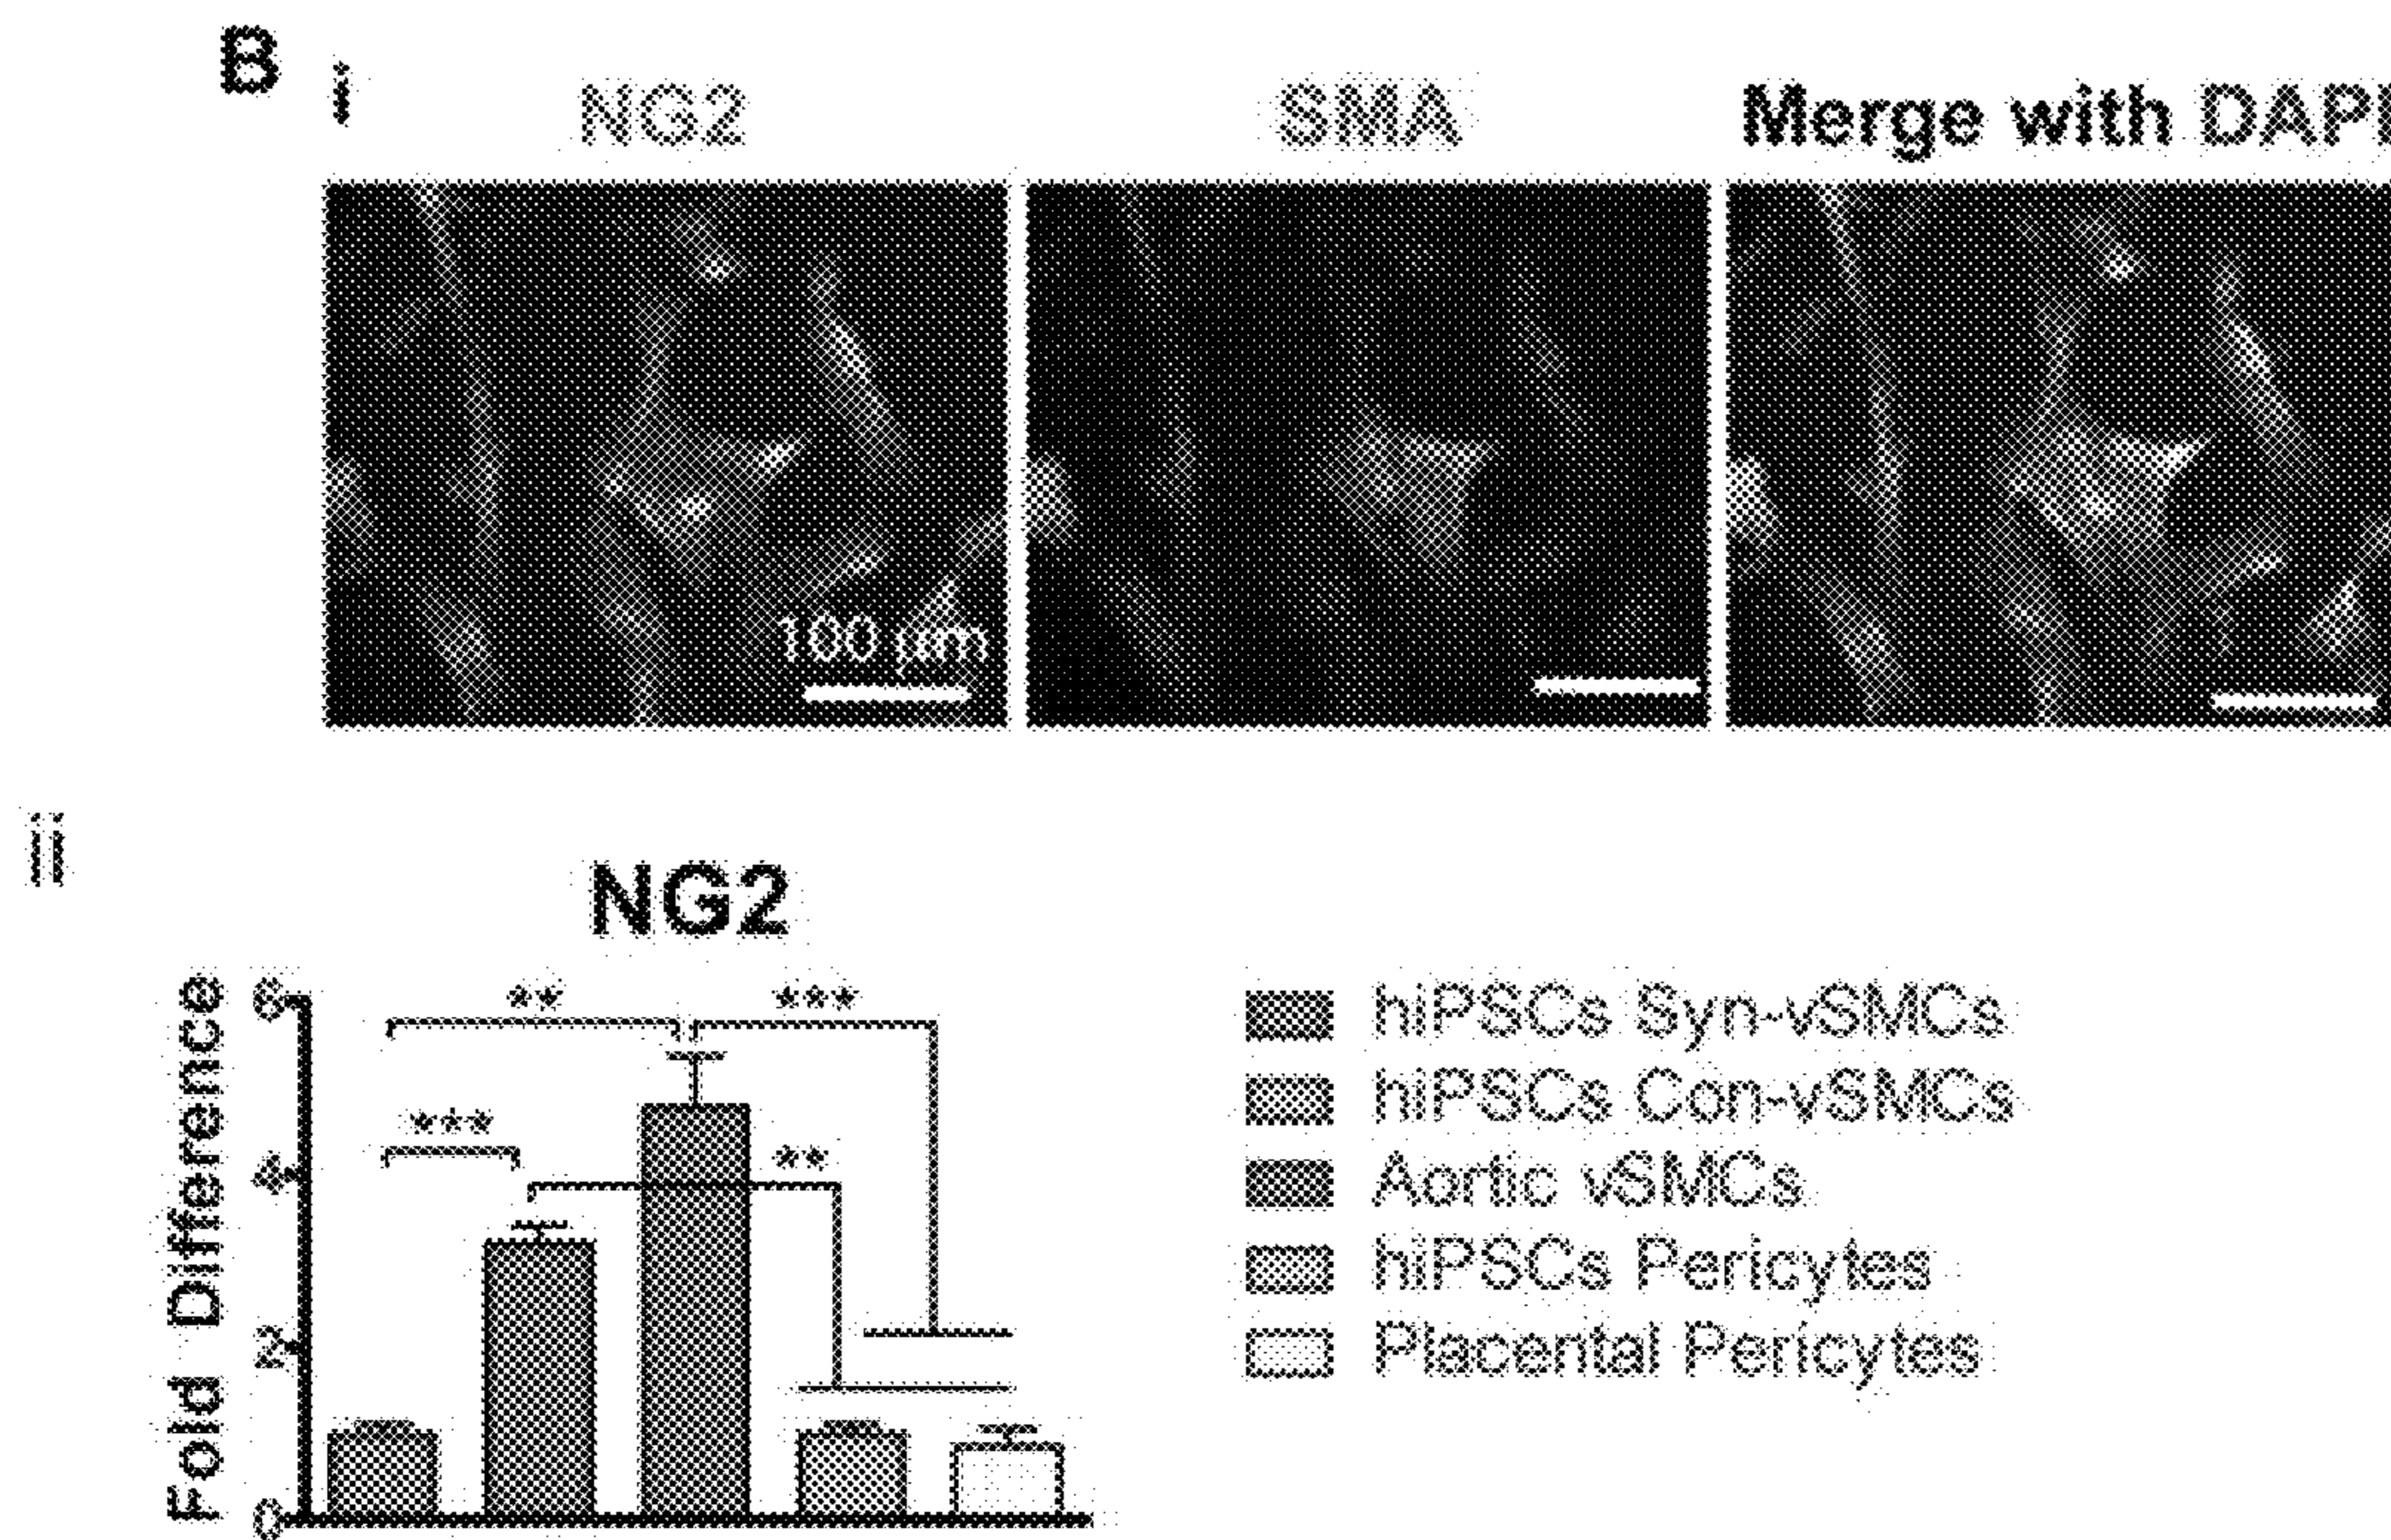 B
i
NG2 SMA Merge with DAPI
100 μm
ii
NG2
Fold Difference
6
4
2
0
** ***
***
**
hiPSCs Syn-vSMCs
hiPSCs Con-vSMCs
Aortic vSMCs
hiPSCs Pericytes
Placental Pericytes